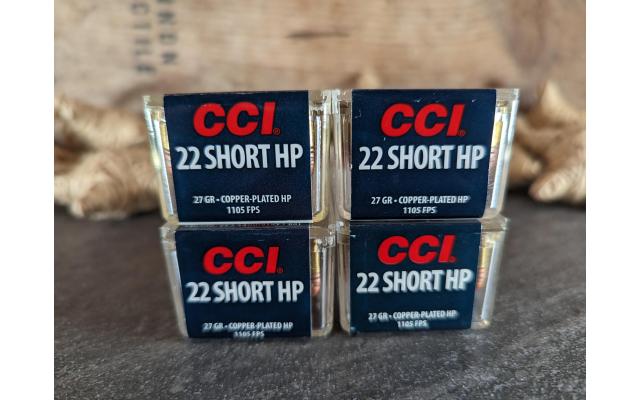 CCI®
22 SHORT HP
27 GR • COPPER-PLATED HP
1105 FPS
CCI®
22 SHORT HP
27 GR • COPPER-PLATED HP
1105 FPS
CCI®
22 SHORT HP
27 GR • COPPER-PLATED HP
1105 FPS
CCI®
22 SHORT HP
27 GR • COPPER-PLATED HP
1105 FPS